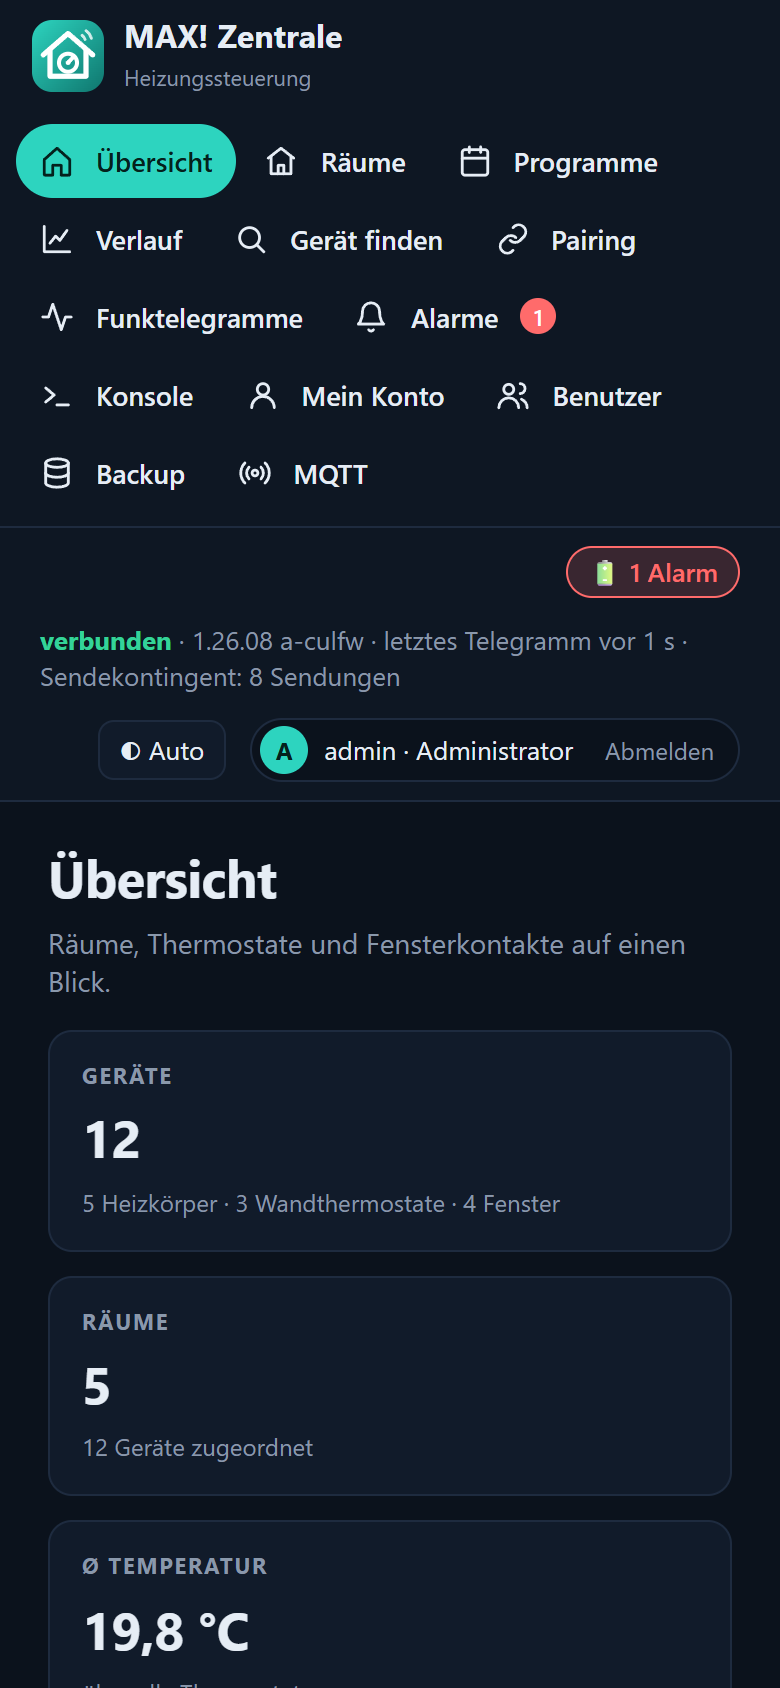 MAX! Zentrale
Heizungssteuerung
Übersicht Räume Programme
Verlauf Gerät finden Pairing
Funktelegramme Alarme 1
Konsole Mein Konto Benutzer
Backup MQTT
1 Alarm
verbunden · 1.26.08 a-culfw · letztes Telegramm vor 1 s ·
Sendekontingent: 8 Sendungen
Auto A admin · Administrator Abmelden
Übersicht
Räume, Thermostate und Fensterkontakte auf einen
Blick.
GERÄTE
12
5 Heizkörper · 3 Wandthermostate · 4 Fenster
RÄUME
5
12 Geräte zugeordnet
Ø TEMPERATUR
19,8 °C